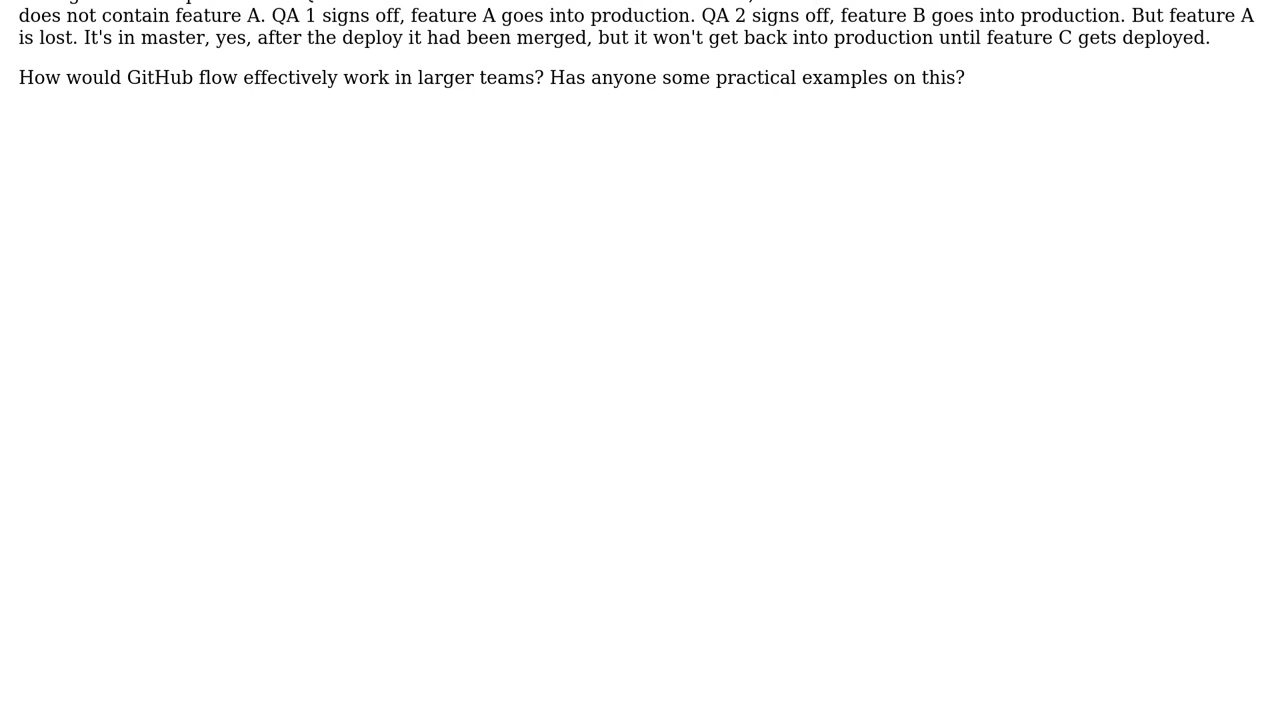 does not contain feature A. QA 1 signs off, feature A goes into production. QA 2 signs off, feature B goes into production. But feature A
is lost. It's in master, yes, after the deploy it had been merged, but it won't get back into production until feature C gets deployed.
How would GitHub flow effectively work in larger teams? Has anyone some practical examples on this?